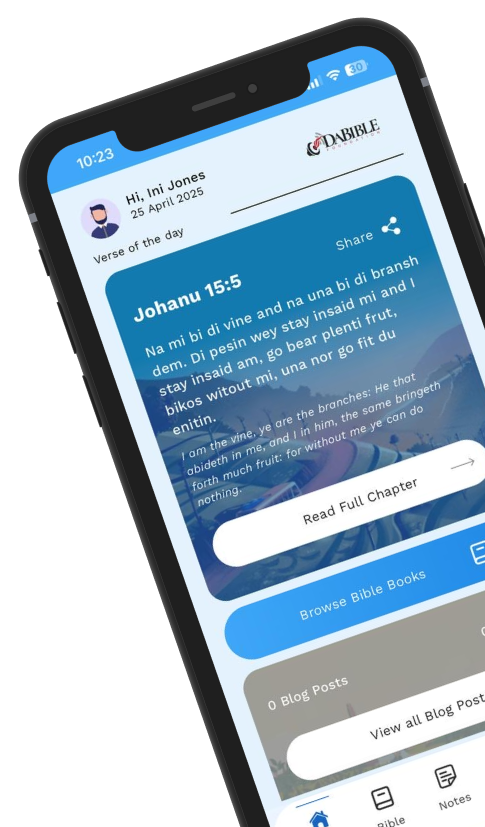 10:23
30
DABIBLE
FOUNDATION
Hi, Ini Jones
25 April 2025
Verse of the day
Share
Johanu 15:5
Na mi bi di vine and na una bi di bransh
dem. Di pesin wey stay insaid mi and I
stay insaid am, go bear plenti frut,
bikos witout mi, una nor go fit du
enitin.
I am the vine, ye are the branches: He that
abideth in me, and I in him, the same bringeth
forth much fruit: for without me ye can do
nothing.
Read Full Chapter
Browse Bible Books
0 Blog Posts
View all Blog Post
Bible
Notes